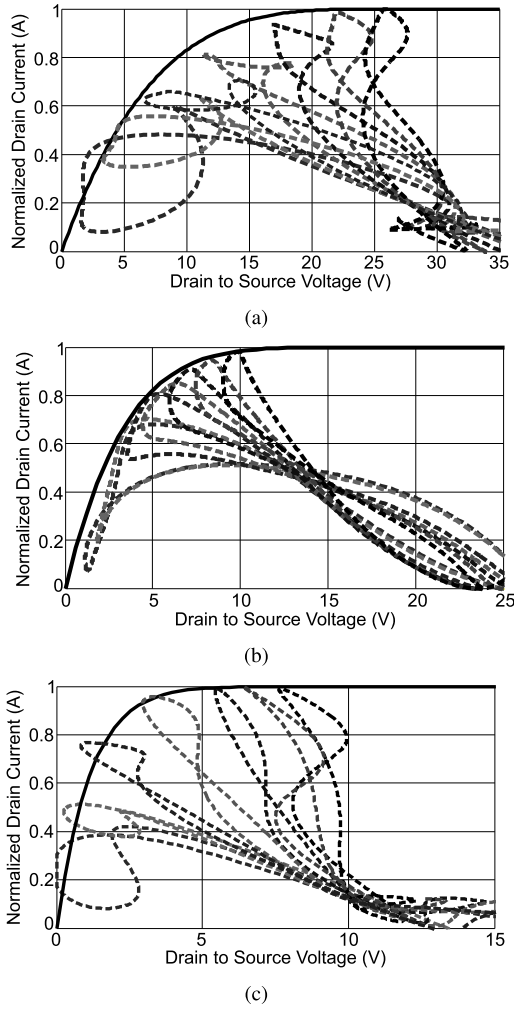 Normalized Drain Current (A)
1
0.8
0.6
0.4
0.2
0
0 5 10 15 20 25 30 35
Drain to Source Voltage (V)
(a)
Normalized Drain Current (A)
1
0.8
0.6
0.4
0.2
0
0 5 10 15 20 25
Drain to Source Voltage (V)
(b)
Normalized Drain Current (A)
1
0.8
0.6
0.4
0.2
0
0 5 10 15
Drain to Source Voltage (V)
(c)